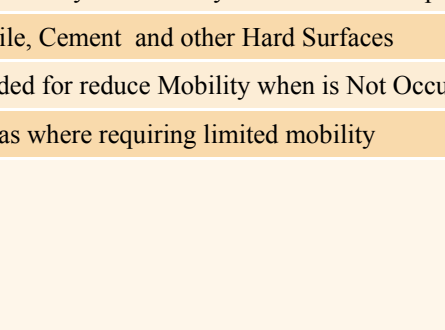 ile, Cement and other Hard Surfaces
ded for reduce Mobility when is Not Occu
as where requiring limited mobility